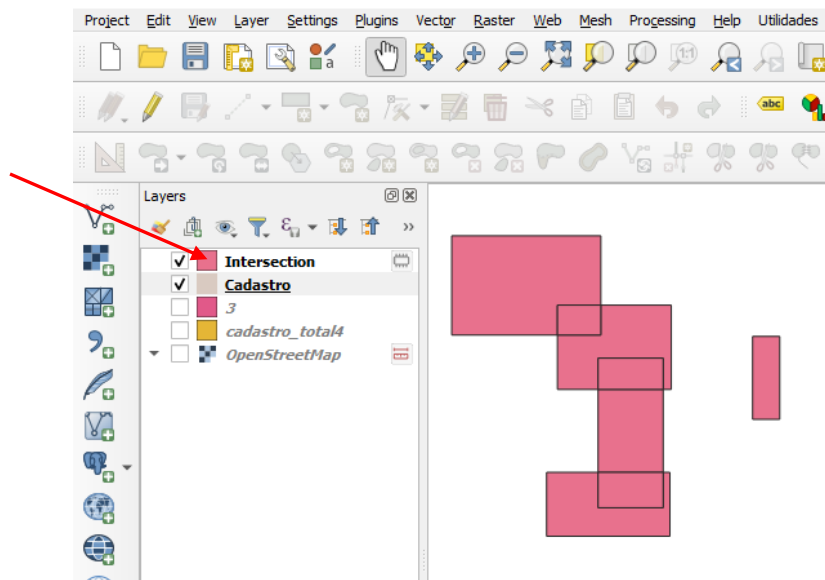 Project Edit View Layer Settings Plugins Vector Raster Web Mesh Processing Help Utilidades
a 1:1
abc
Layers
»
Intersection
Cadastro
3
cadastro_total4
OpenStreetMap